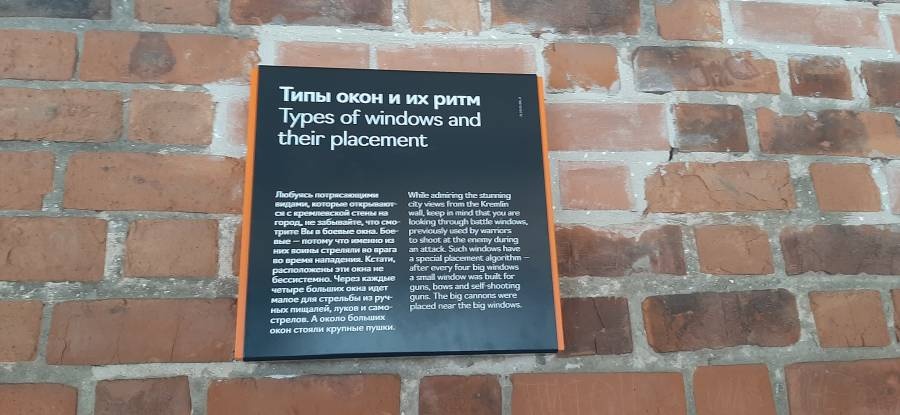 Типы окон и их ритм
Types of windows and
their placement
Любуясь потрясающими
видами, которые открывают-
ся с кремлевской стены на
город, не забывайте, что смо-
трите Вы в боевые окна. Бое-
вые – потому что именно из
них воины стреляли во врага
во время нападения. Кстати,
расположены эти окна не
бессистемно. Через каждые
четыре больших окна идет
малое для стрельбы из руч-
ных пищалей, луков и само-
стрелов. А около больших
окон стояли крупные пушки.
While admiring the stunning
city views from the Kremlin
wall, keep in mind that you are
looking through battle windows,
previously used by warriors
to shoot at the enemy during
an attack. Such windows have
a special placement algorithm –
after every four big windows
a small window was built for
guns, bows and self-shooting
guns. The big cannons were
placed near the big windows.